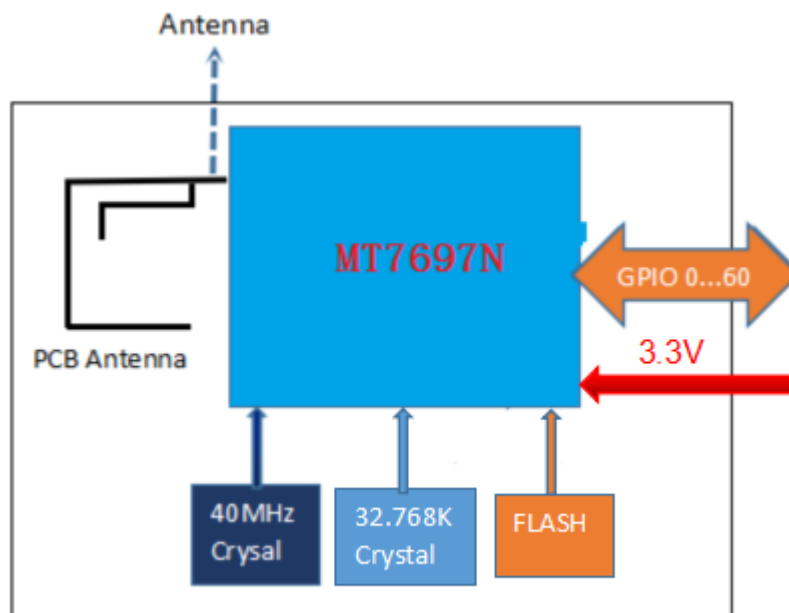 Antenna
MT7697N
GPIO 0...60
3.3V
PCB Antenna
40MHz
Crysal
32.768K
Crystal
FLASH